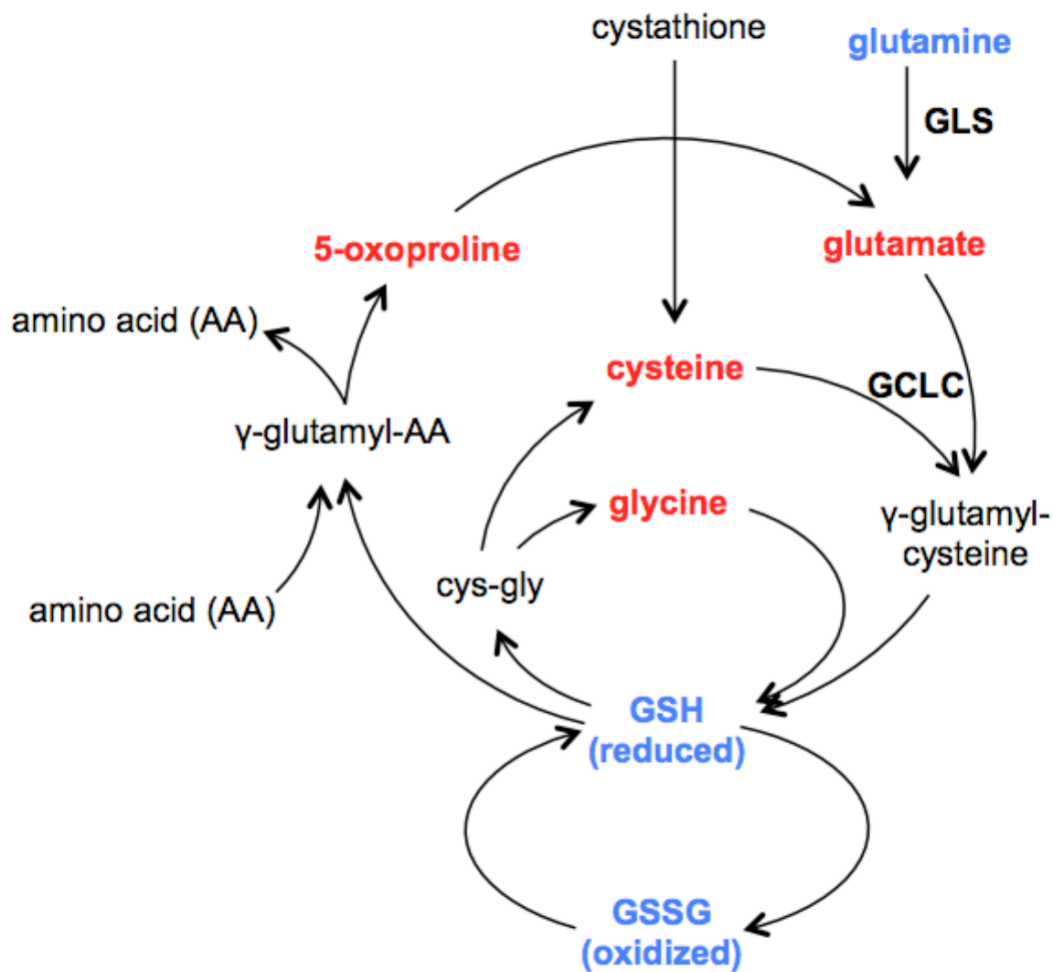 cystathione
glutamine
GLS
5-oxoproline
glutamate
amino acid (AA)
cysteine
GCLC
γ-glutamyl-AA
glycine
γ-glutamyl-
cysteine
cys-gly
amino acid (AA)
GSH
(reduced)
GSSG
(oxidized)